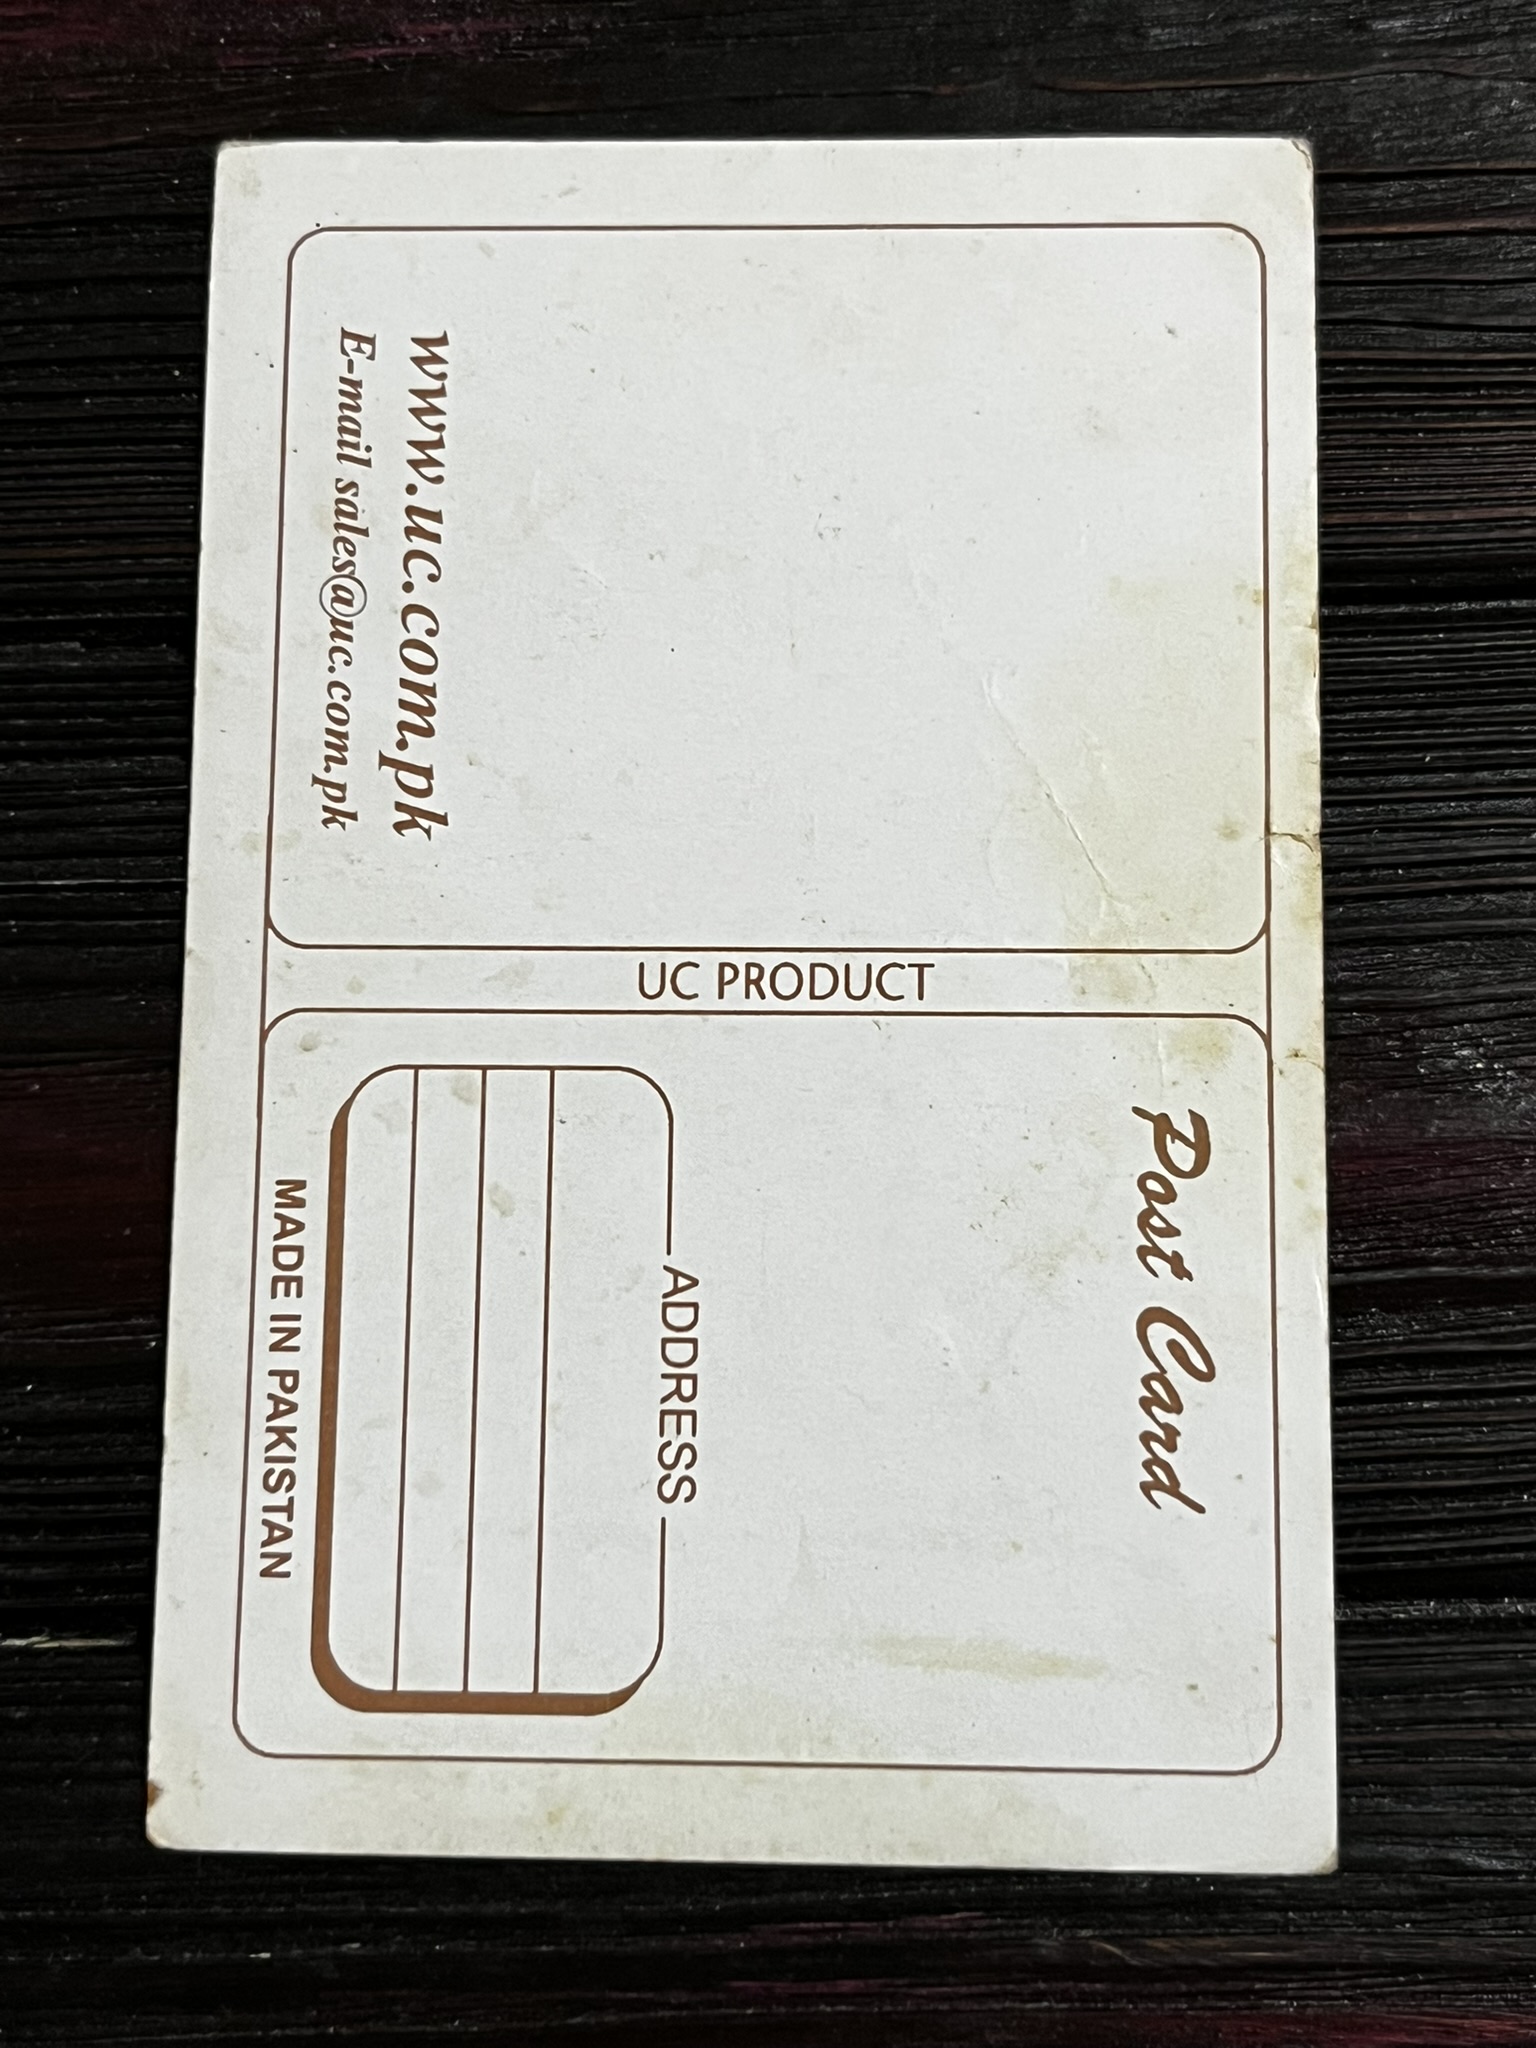 www.uc.com.pk
E-mail sales@uc.com.pk
UC PRODUCT
Post Card
ADDRESS
MADE IN PAKISTAN